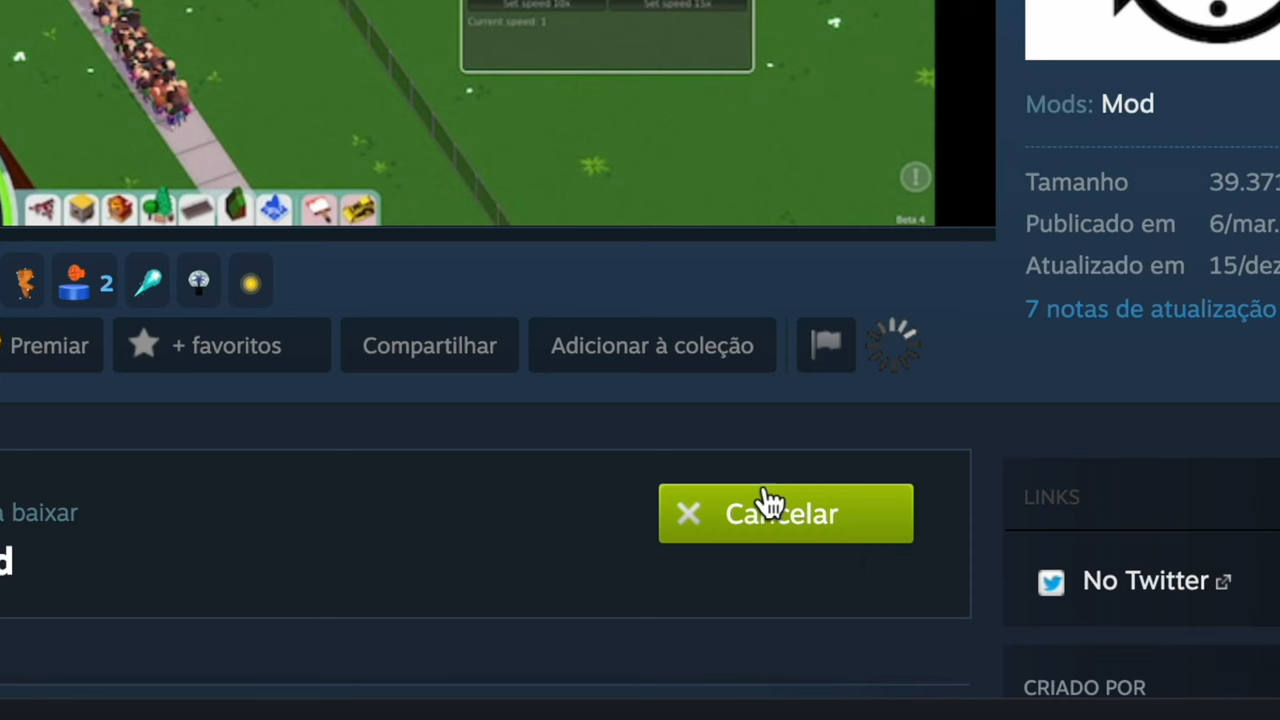 Set speed 10x
Set speed 15x
Current speed: 1
Beta 4
Mods: Mod
Tamanho 39.371
Publicado em 6/mar.
Atualizado em 15/dez
7 notas de atualização
2
Premiar
+ favoritos
Compartilhar
Adicionar à coleção
a baixar
d
Cancelar
LINKS
No Twitter
CRIADO POR